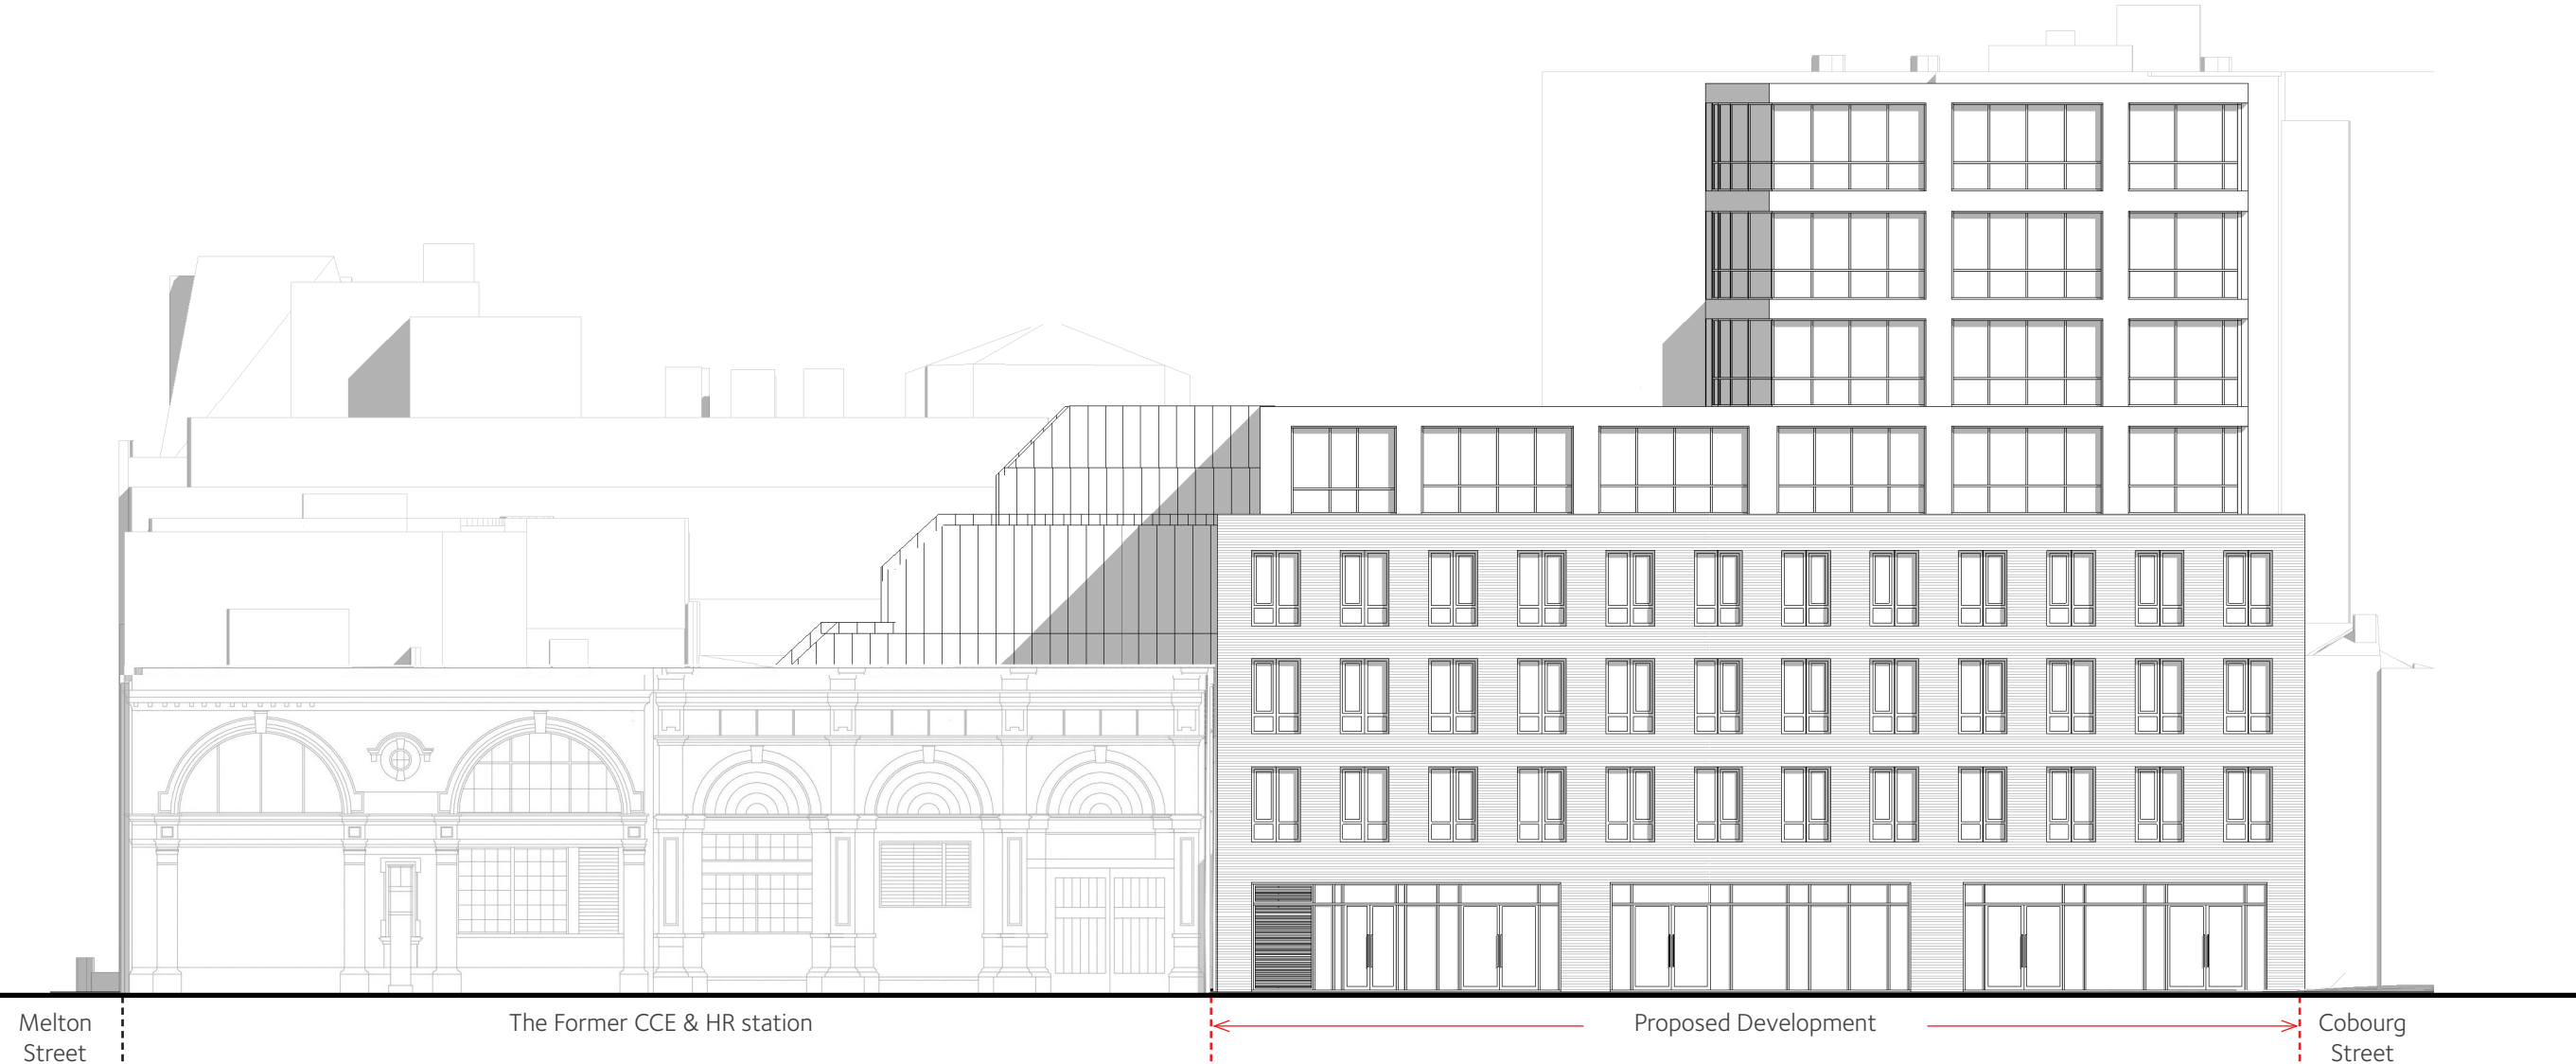 Melton
Street
The Former CCE & HR station
Proposed Development
Cobourg
Street